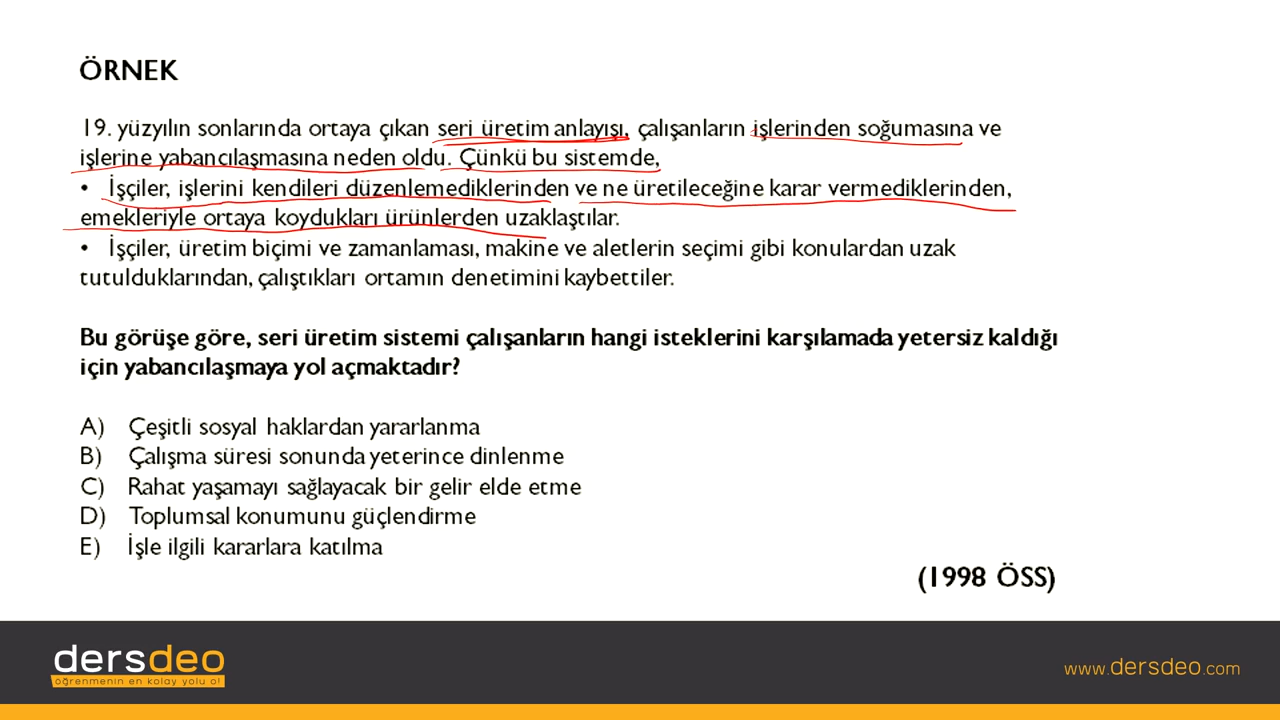 ÖRNEK
19. yüzyılın sonlarında ortaya çıkan seri üretim anlayışı, çalışanların işlerinden soğumasına ve
işlerine yabancılaşmasına neden oldu. Çünkü bu sistemde,
• İşçiler, işlerini kendileri düzenlemediklerinden ve ne üretileceğine karar vermediklerinden,
emekleriyle ortaya koydukları ürünlerden uzaklaştılar.
• İşçiler, üretim biçimi ve zamanlaması, makine ve aletlerin seçimi gibi konulardan uzak
tutulduklarından, çalıştıkları ortamın denetimini kaybettiler.
Bu görüşe göre, seri üretim sistemi çalışanların hangi isteklerini karşılamada yetersiz kaldığı
için yabancılaşmaya yol açmaktadır?
A) Çeşitli sosyal haklardan yararlanma
B) Çalışma süresi sonunda yeterince dinlenme
C) Rahat yaşamayı sağlayacak bir gelir elde etme
D) Toplumsal konumunu güçlendirme
E) İşle ilgili kararlara katılma
(1998 ÖSS)
dersdeo
öğrenmenin en kolay yolu o!
www.dersdeo.com